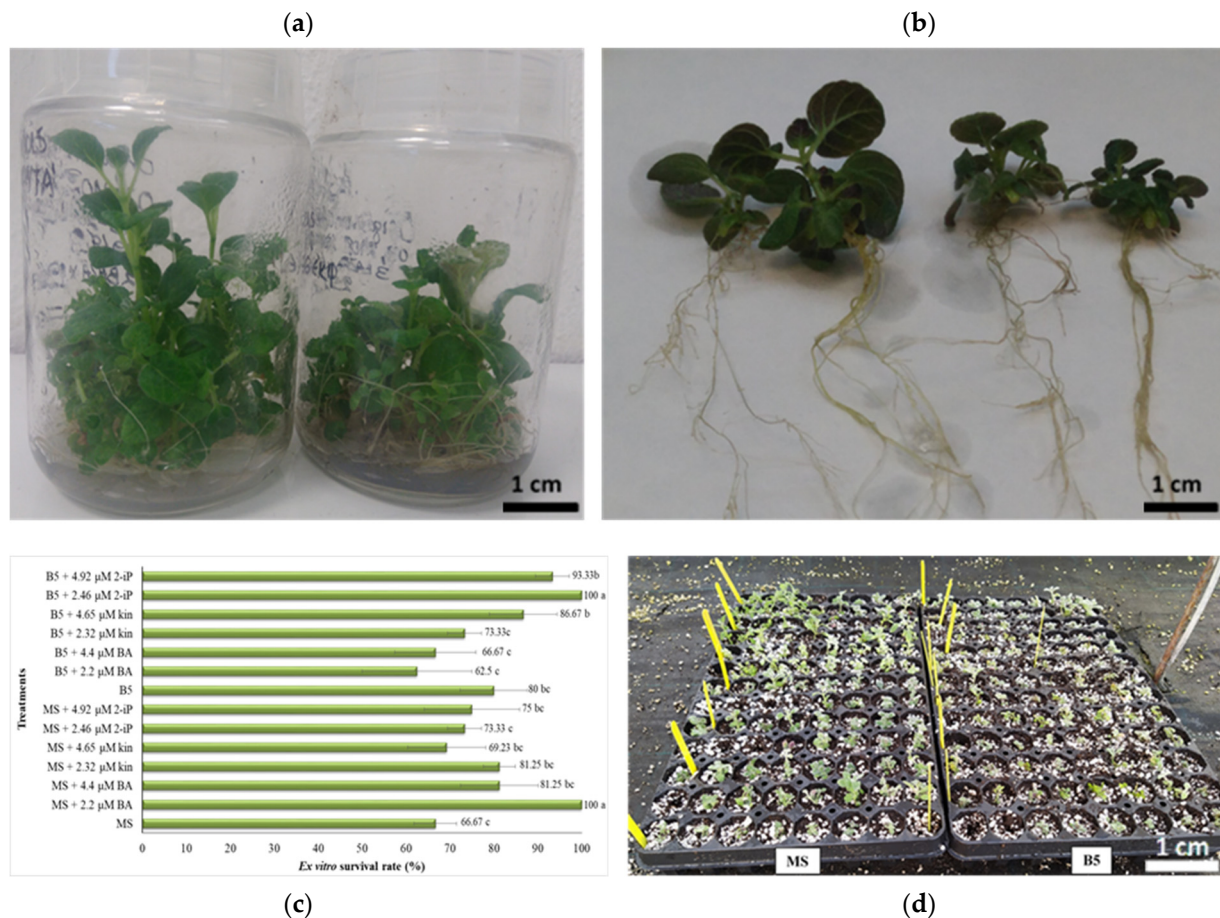 (a)
(b)
1 cm
1 cm
Treatments
B5 + 4.92 μM 2-iP
93.33b
B5 + 2.46 μM 2-iP
100 a
B5 + 4.65 μM kin
86.67 b
B5 + 2.32 μM kin
73.33c
B5 + 4.4 μM BA
66.67 c
B5 + 2.2 μM BA
62.5 c
B5
80 bc
MS + 4.92 μM 2-iP
75 bc
MS + 2.46 μM 2-iP
73.33 c
MS + 4.65 μM kin
69.23 bc
MS + 2.32 μM kin
81.25 bc
MS + 4.4 μM BA
81.25 bc
MS + 2.2 μM BA
100 a
MS
66.67 c
0 10 20 30 40 50 60 70 80 90 100
Ex vitro survival rate (%)
MS
B5
1 cm
(c)
(d)